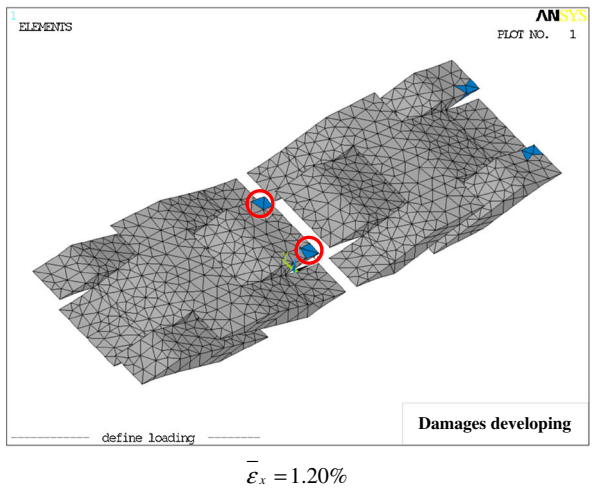 1
ELEMENTS
ANSYS
PLOT NO. 1
Damages developing
------------ define loading --------
ε̅ₓ = 1.20%